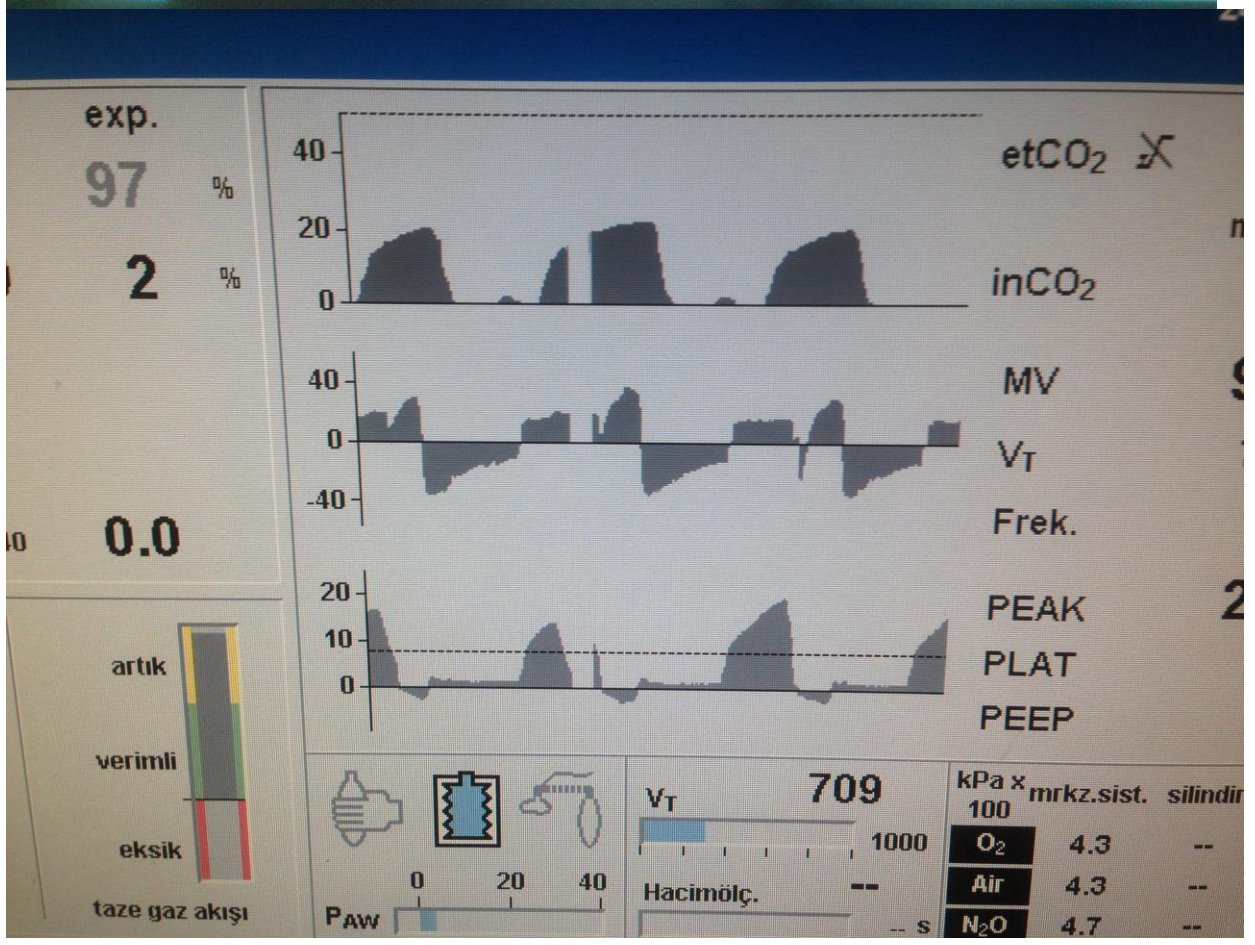 exp.
97 %
2 %
0.0
40
20
0
etCO2
inCO2
40
0
-40
MV
VT
Frek.
20
10
0
PEAK
PLAT
PEEP
2
artık
verimli
eksik
taze gaz akışı
0 20 40
PAW
VT 709
1000
Hacimölç. --
-- s
kPa x 100 mrkz.sist. silindir
O2 4.3 --
Air 4.3 --
N2O 4.7 --